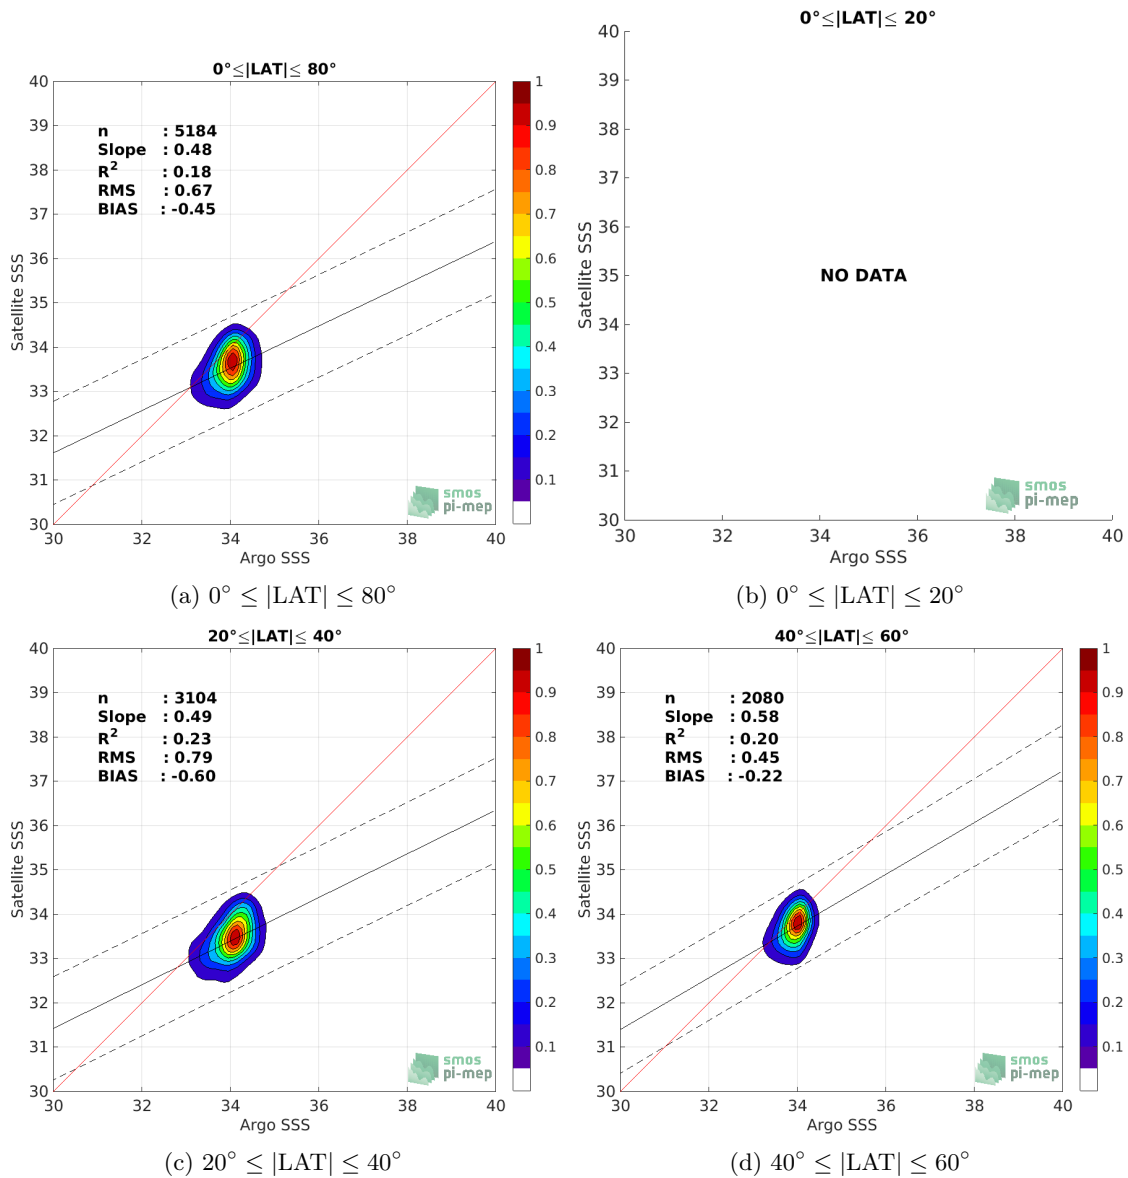 0°≤|LAT|≤ 80°
40
39
38
37
36
35
34
33
32
31
30
30
32
34
36
38
40
Satellite SSS
Argo SSS
n : 5184
Slope : 0.48
R² : 0.18
RMS : 0.67
BIAS : -0.45
1
0.9
0.8
0.7
0.6
0.5
0.4
0.3
0.2
0.1
smos
pi-mep
(a) 0° ≤ |LAT| ≤ 80°
0°≤|LAT|≤ 20°
40
39
38
37
36
35
34
33
32
31
30
30
32
34
36
38
40
Satellite SSS
Argo SSS
NO DATA
smos
pi-mep
(b) 0° ≤ |LAT| ≤ 20°
20°≤|LAT|≤ 40°
40
39
38
37
36
35
34
33
32
31
30
30
32
34
36
38
40
Satellite SSS
Argo SSS
n : 3104
Slope : 0.49
R² : 0.23
RMS : 0.79
BIAS : -0.60
1
0.9
0.8
0.7
0.6
0.5
0.4
0.3
0.2
0.1
smos
pi-mep
(c) 20° ≤ |LAT| ≤ 40°
40°≤|LAT|≤ 60°
40
39
38
37
36
35
34
33
32
31
30
30
32
34
36
38
40
Satellite SSS
Argo SSS
n : 2080
Slope : 0.58
R² : 0.20
RMS : 0.45
BIAS : -0.22
1
0.9
0.8
0.7
0.6
0.5
0.4
0.3
0.2
0.1
smos
pi-mep
(d) 40° ≤ |LAT| ≤ 60°